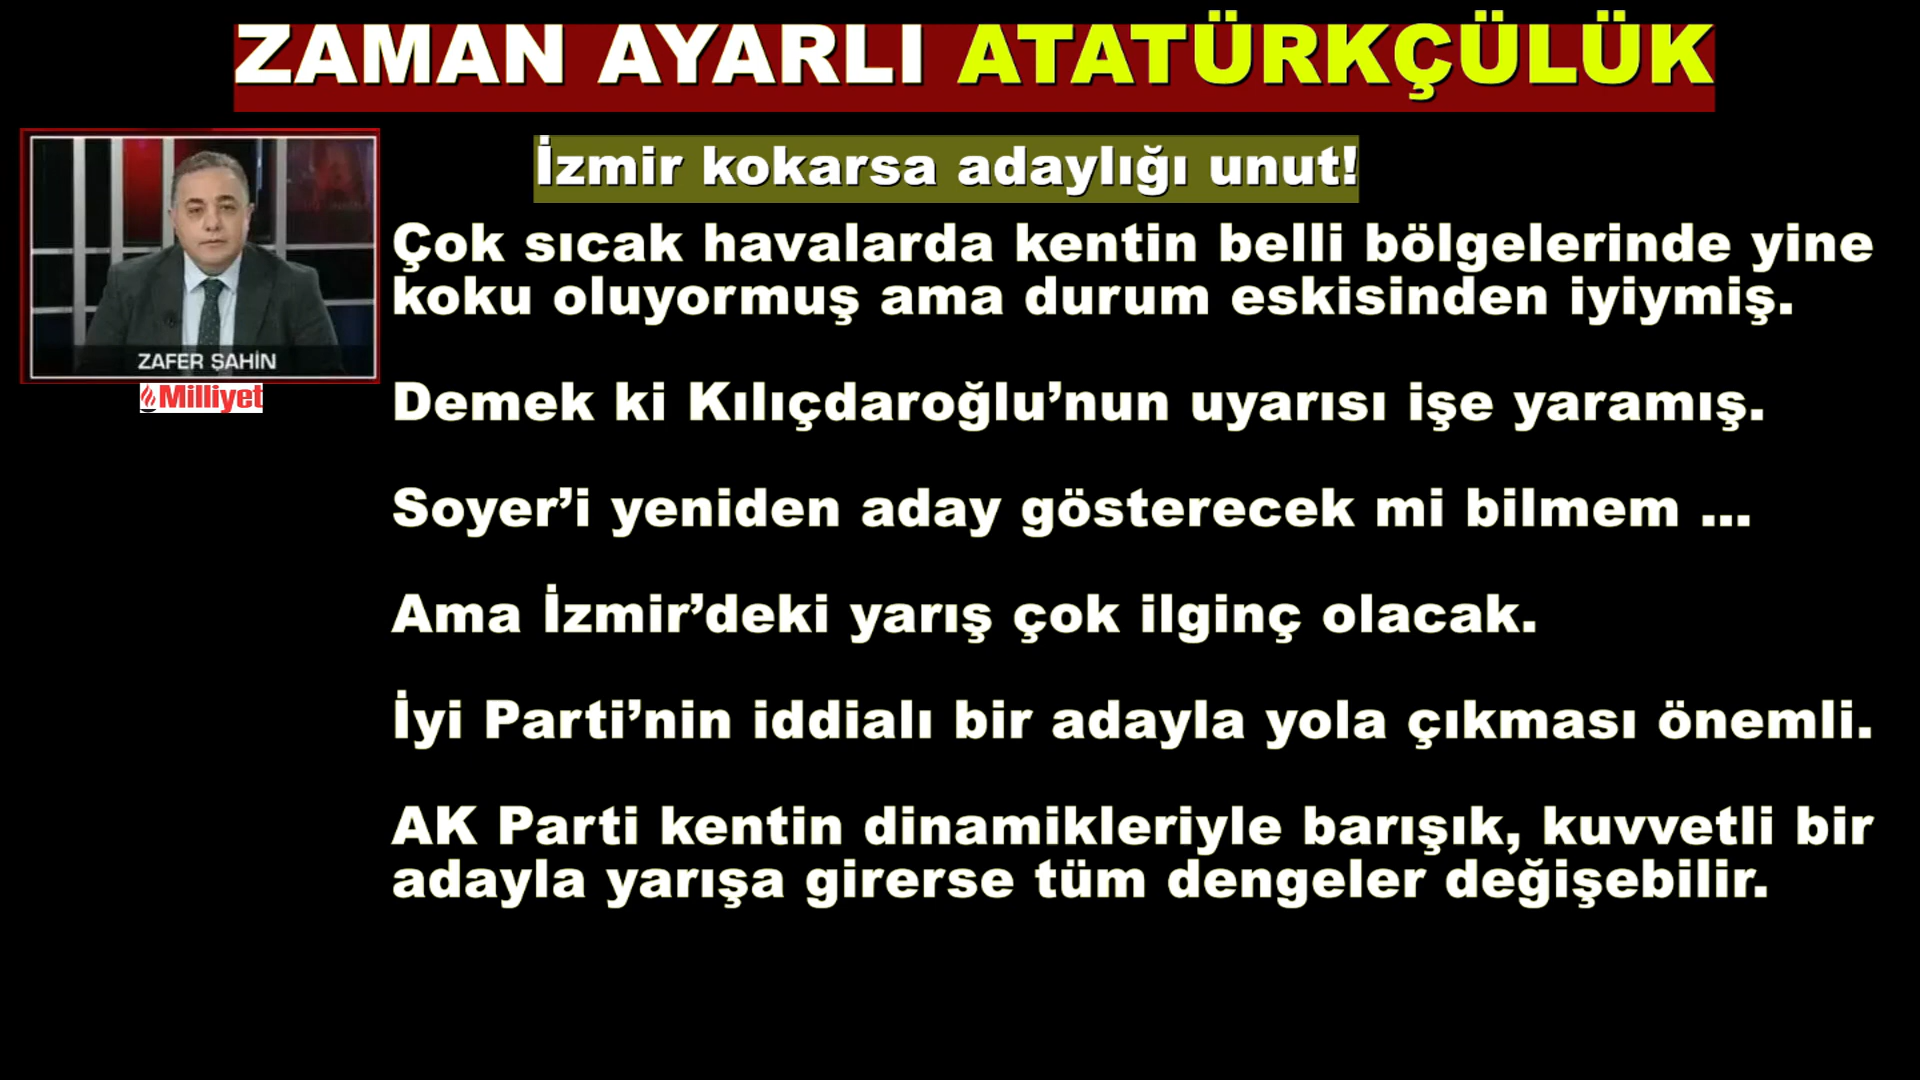 ZAMAN AYARLI ATATÜRKÇÜLÜK
İzmir kokarsa adaylığı unut!
ZAFER ŞAHİN
Milliyet
Çok sıcak havalarda kentin belli bölgelerinde yine
koku oluyormuş ama durum eskisinden iyiymiş.
Demek ki Kılıçdaroğlu’nun uyarısı işe yaramış.
Soyer’i yeniden aday gösterecek mi bilmem ...
Ama İzmir’deki yarış çok ilginç olacak.
İyi Parti’nin iddialı bir adayla yola çıkması önemli.
AK Parti kentin dinamikleriyle barışık, kuvvetli bir
adayla yarışa girerse tüm dengeler değişebilir.